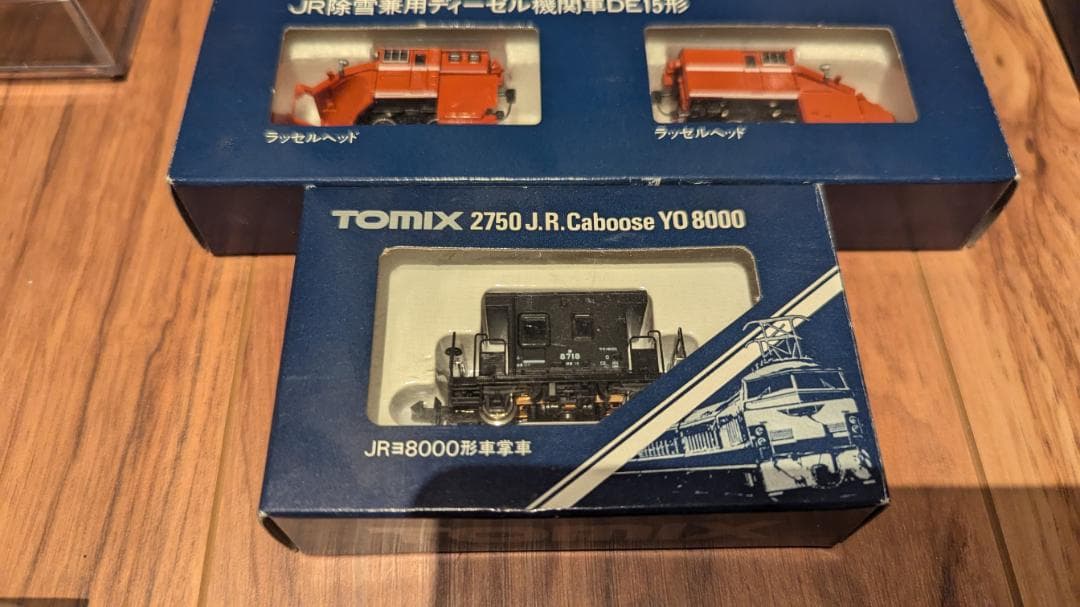 JR除雪兼用ディーゼル機関車DE15形
ラッセルヘッド
ラッセルヘッド
TOMIX 2750 J.R.Caboose YO 8000
8718
JRヨ8000形車掌車
TOMIX